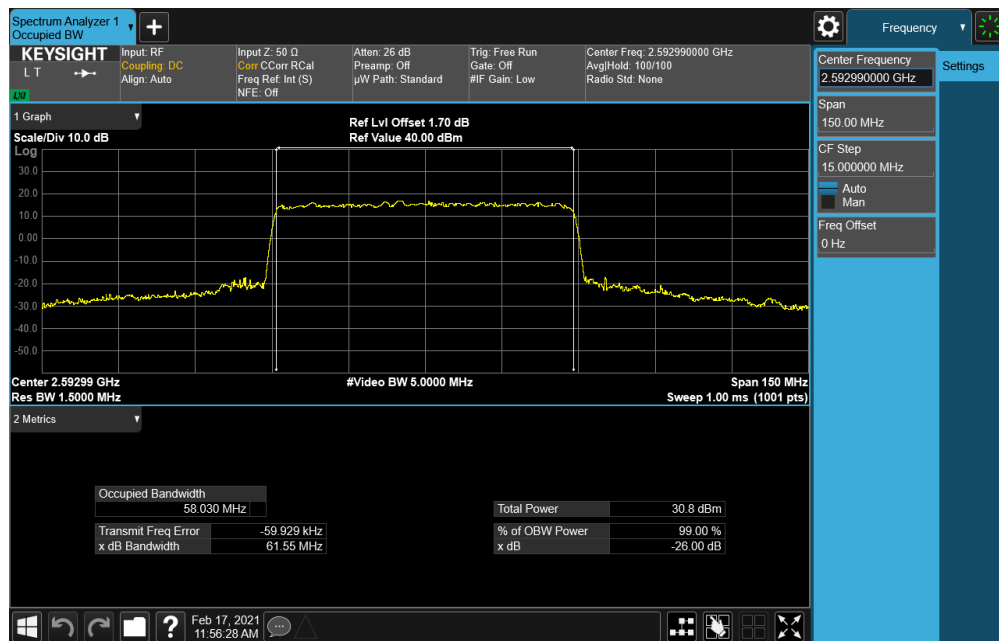 Spectrum Analyzer 1
Occupied BW
Frequency
KEYSIGHT
L T
LXI
Input: RF
Coupling: DC
Align: Auto
Input Z: 50 Ω
Corr CCorr RCal
Freq Ref: Int (S)
NFE: Off
Atten: 26 dB
Preamp: Off
µW Path: Standard
Trig: Free Run
Gate: Off
#IF Gain: Low
Center Freq: 2.592990000 GHz
Avg|Hold: 100/100
Radio Std: None
Center Frequency
2.592990000 GHz
Settings
Span
150.00 MHz
CF Step
15.000000 MHz
Auto
Man
Freq Offset
0 Hz
1 Graph
Scale/Div 10.0 dB
Ref Lvl Offset 1.70 dB
Ref Value 40.00 dBm
Log
30.0
20.0
10.0
0.00
-10.0
-20.0
-30.0
-40.0
-50.0
Center 2.59299 GHz
#Video BW 5.0000 MHz
Span 150 MHz
Res BW 1.5000 MHz
Sweep 1.00 ms (1001 pts)
2 Metrics
Occupied Bandwidth
58.030 MHz
Total Power 30.8 dBm
Transmit Freq Error -59.929 kHz
% of OBW Power 99.00 %
x dB Bandwidth 61.55 MHz
x dB -26.00 dB
?
Feb 17, 2021
11:56:28 AM